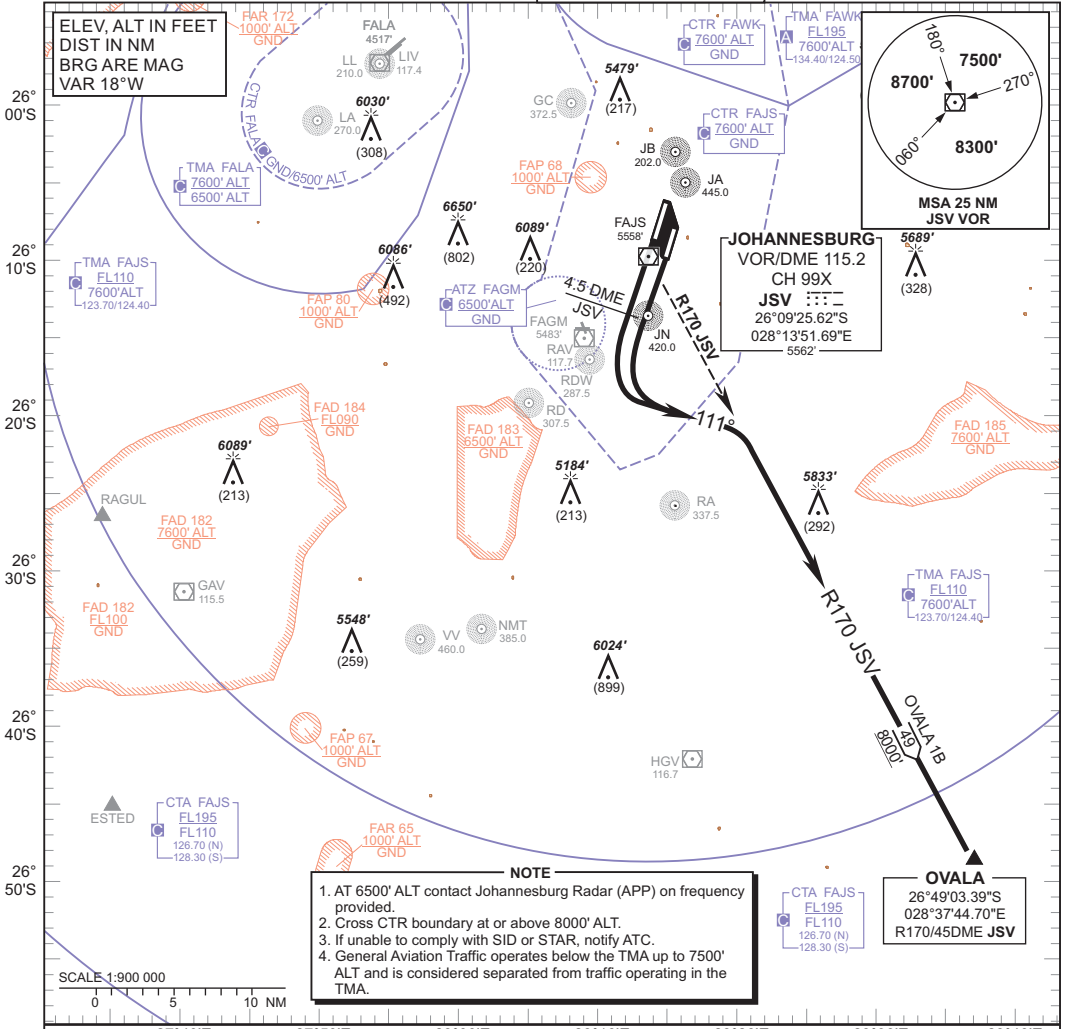 ELEV, ALT IN FEET
DIST IN NM
BRG ARE MAG
VAR 18°W
FAR 172
1000' ALT
GND
FALA
4517'
LL
210.0
LIV
117.4
LA
270.0
6030'
(308)
CTR FALA C GND/6500' ALT
C
CTR FAWK
7600' ALT
GND
A
TMA FAWK
FL195
7600'ALT
134.40/124.50
180°
7500'
8700'
270°
060°
8300'
MSA 25 NM
JSV VOR
26°
00'S
5479'
(217)
GC
372.5
C
CTR FAJS
7600' ALT
GND
JB
202.0
JA
445.0
FAP 68
1000' ALT
GND
C
TMA FALA
7600' ALT
6500' ALT
6650'
(802)
6089'
(220)
6086'
(492)
FAJS
5558'
JOHANNESBURG
VOR/DME 115.2
CH 99X
JSV
26°09'25.62"S
028°13'51.69"E
5562'
5689'
(328)
26°
10'S
C
TMA FAJS
FL110
7600'ALT
123.70/124.40
FAP 80
1000' ALT
GND
C
ATZ FAGM
6500'ALT
GND
4.5 DME
JSV
R170 JSV
FAGM
5483'
RAV
117.7
JN
420.0
RDW
287.5
RD
307.5
26°
20'S
FAD 184
FL090
GND
FAD 183
6500' ALT
GND
111°
FAD 185
7600' ALT
GND
6089'
(213)
5184'
(213)
5833'
(292)
RAGUL
RA
337.5
FAD 182
7600' ALT
GND
26°
30'S
GAV
115.5
FAD 182
FL100
GND
C
TMA FAJS
FL110
7600'ALT
123.70/124.40
R170 JSV
5548'
(259)
VV
460.0
NMT
385.0
6024'
(899)
26°
40'S
FAP 67
1000' ALT
GND
OVALA 1B
49
8000'
HGV
116.7
ESTED
C
CTA FAJS
FL195
FL110
126.70 (N)
128.30 (S)
FAR 65
1000' ALT
GND
26°
50'S
OVALA
26°49'03.39"S
028°37'44.70"E
R170/45DME JSV
C
CTA FAJS
FL195
FL110
126.70 (N)
128.30 (S)
NOTE
1. AT 6500' ALT contact Johannesburg Radar (APP) on frequency
provided.
2. Cross CTR boundary at or above 8000' ALT.
3. If unable to comply with SID or STAR, notify ATC.
4. General Aviation Traffic operates below the TMA up to 7500'
ALT and is considered separated from traffic operating in the
TMA.
SCALE 1:900 000
0 5 10 NM